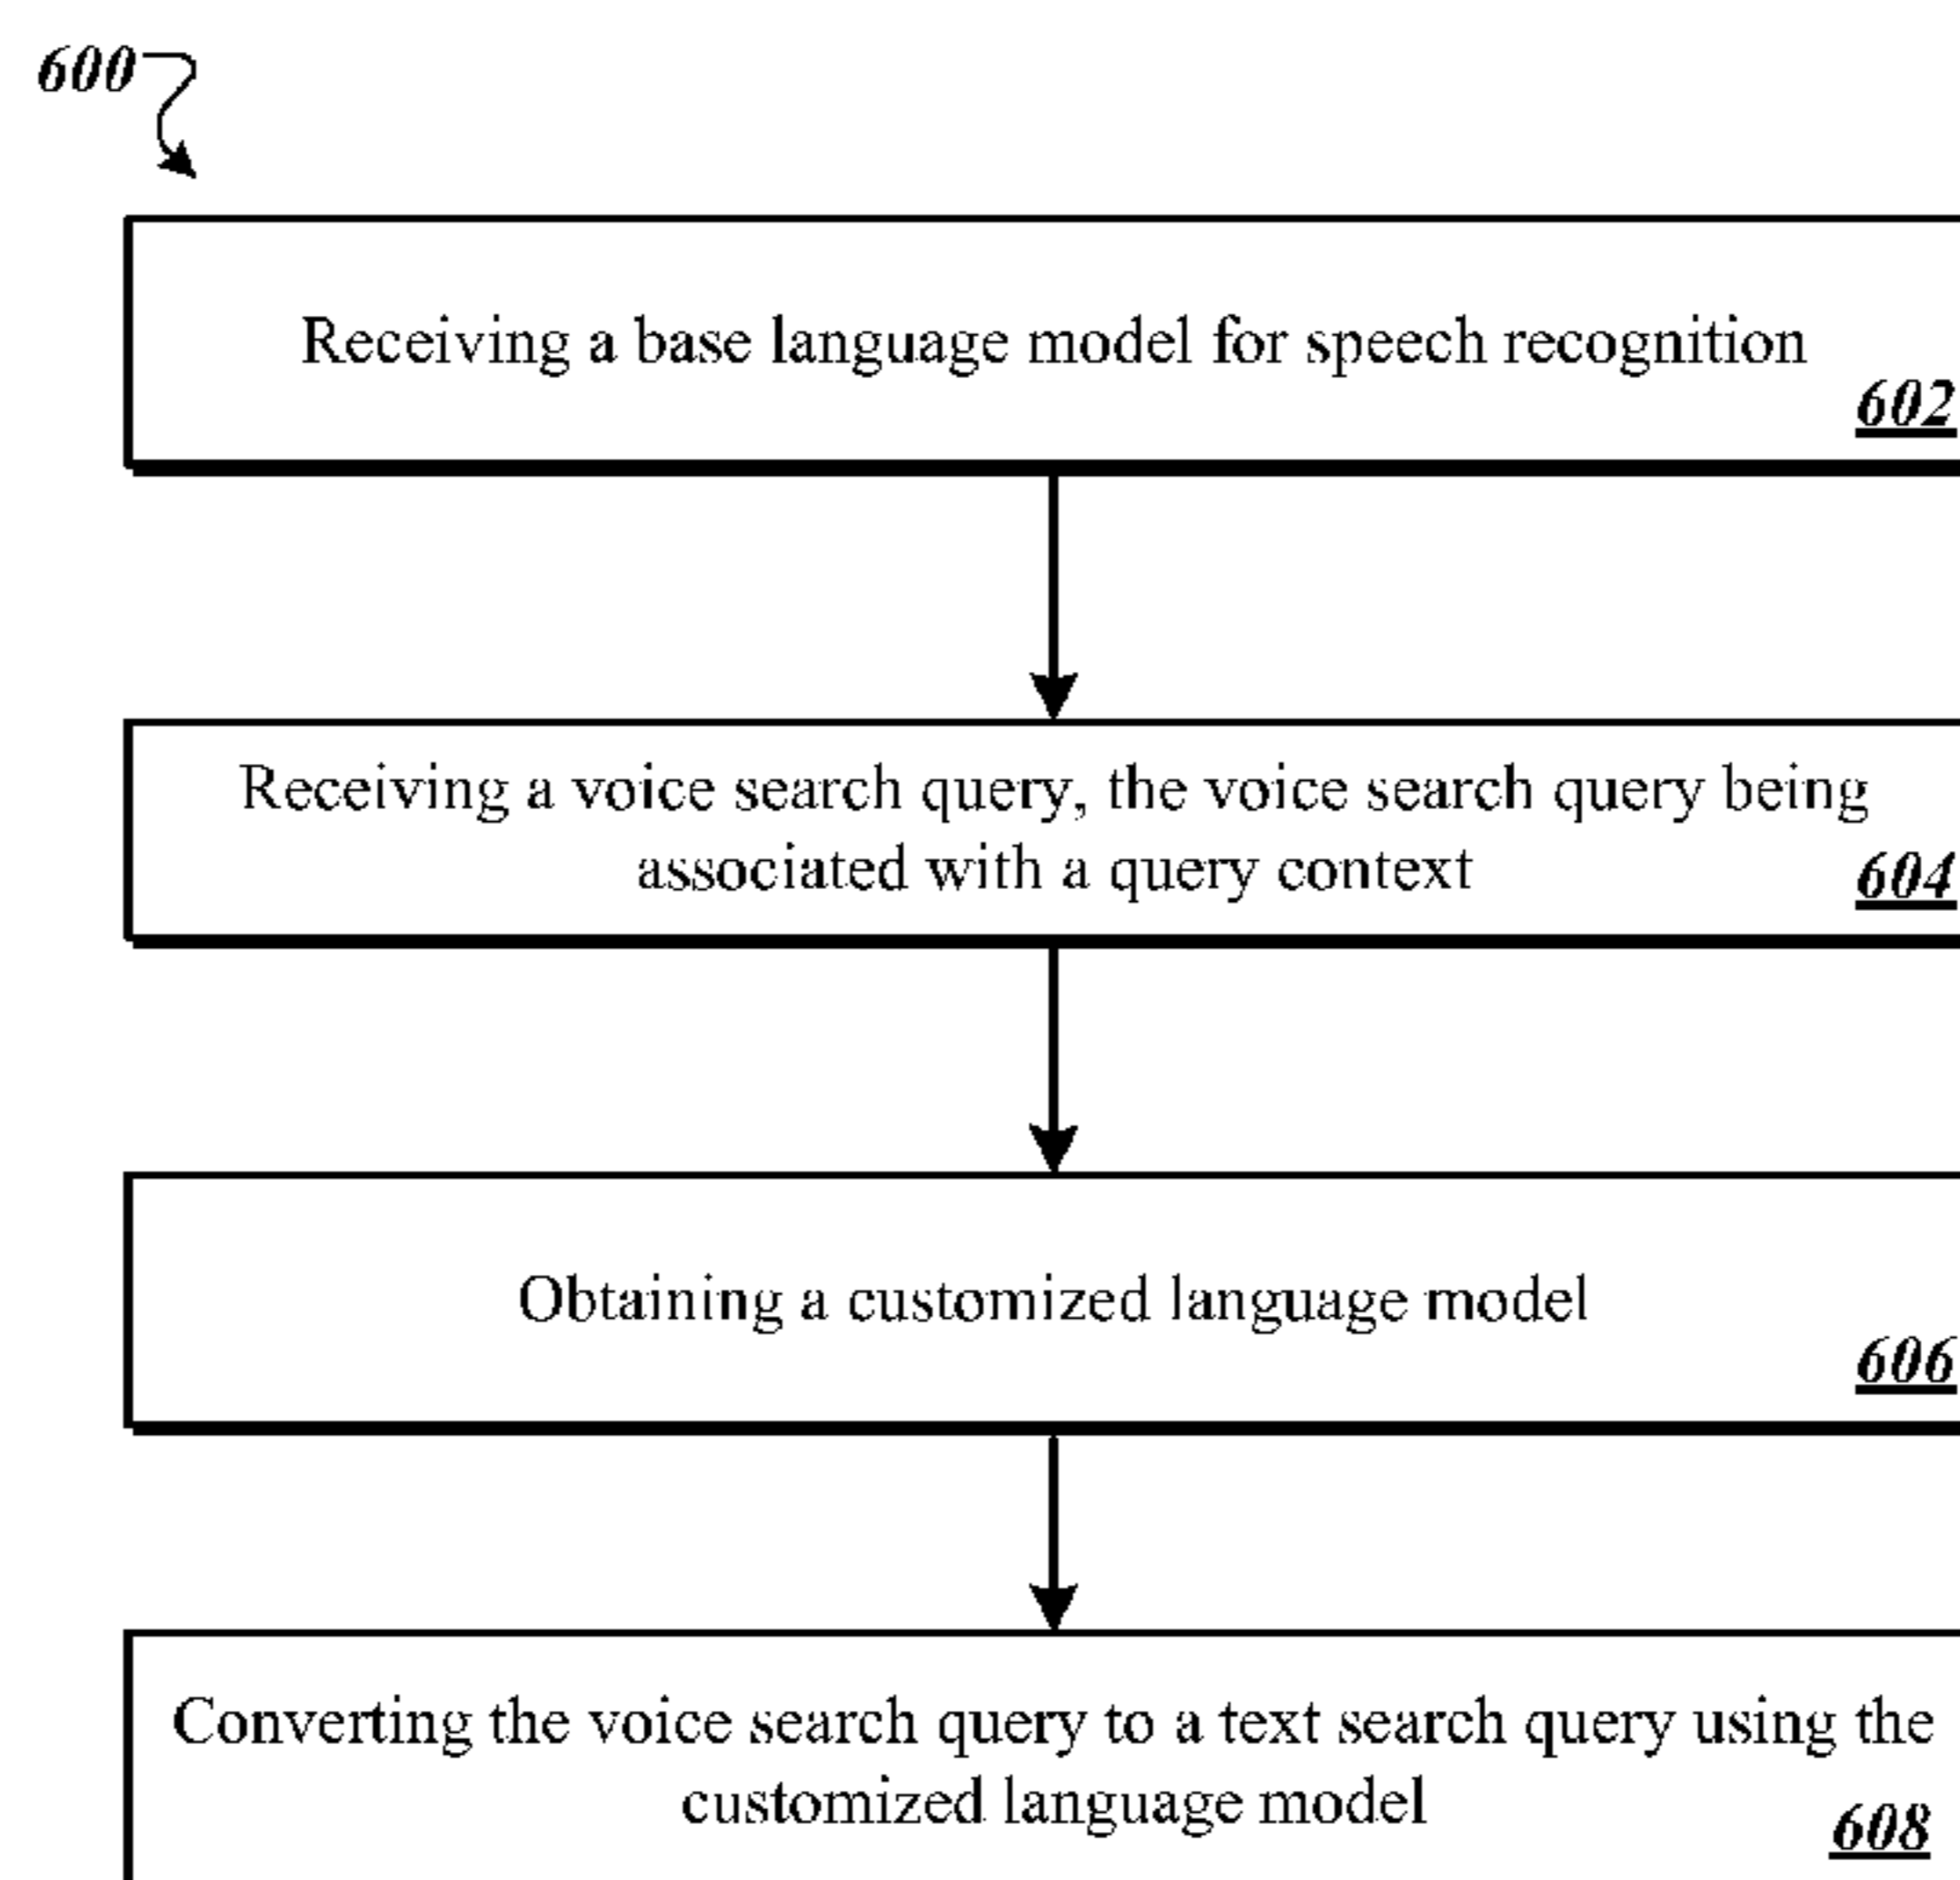 600
Receiving a base language model for speech recognition
602
Receiving a voice search query, the voice search query being
associated with a query context
604
Obtaining a customized language model
606
Converting the voice search query to a text search query using the
customized language model
608